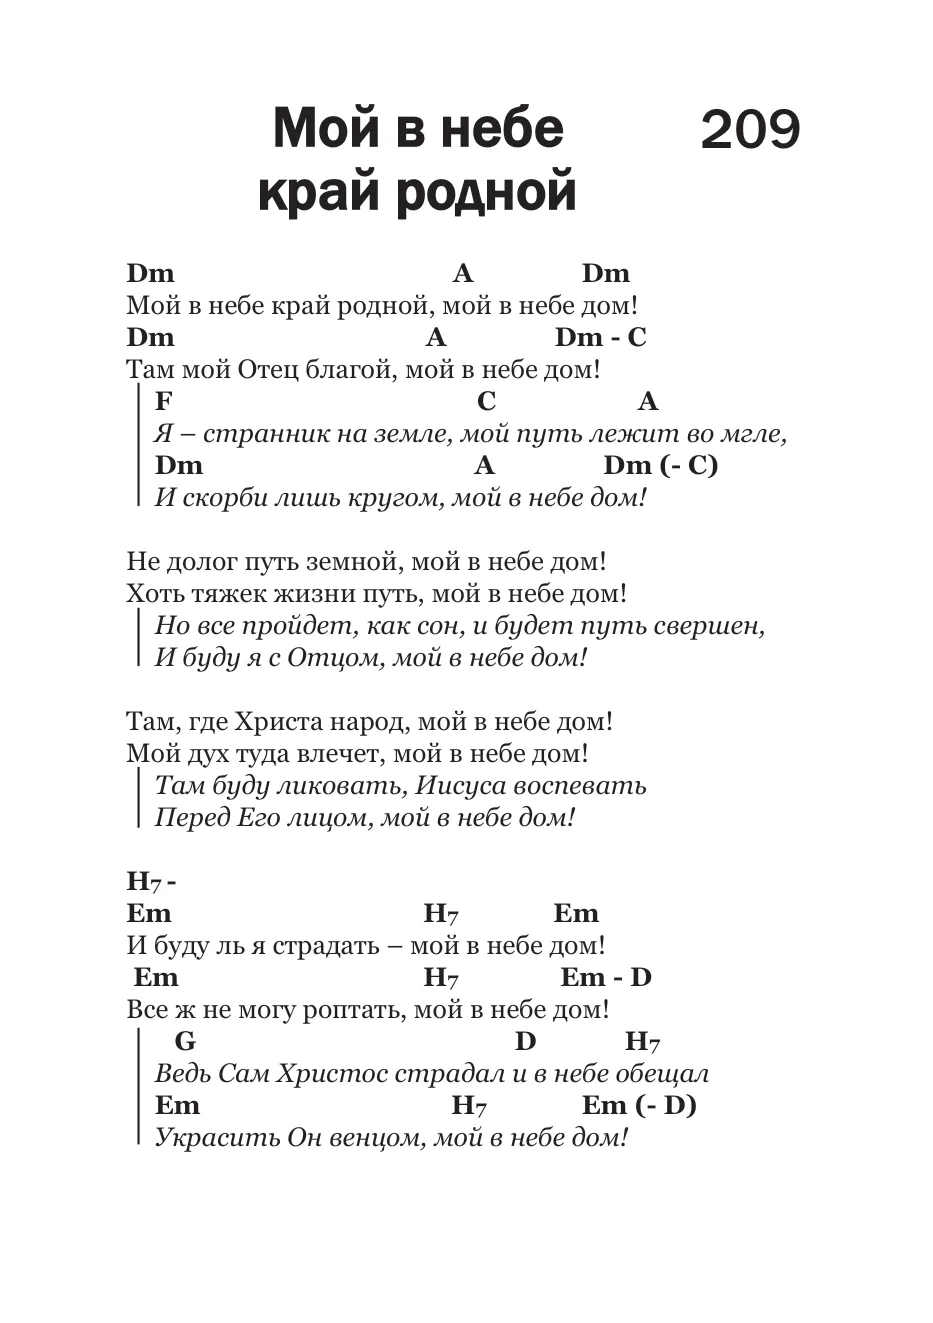 Мой в небе 209
край родной
Dm A Dm
Мой в небе край родной, мой в небе дом!
Dm A Dm - C
Там мой Отец благой, мой в небе дом!
F C A
Я – странник на земле, мой путь лежит во мгле,
Dm A Dm (- C)
И скорби лишь кругом, мой в небе дом!
Не долог путь земной, мой в небе дом!
Хоть тяжек жизни путь, мой в небе дом!
Но все пройдет, как сон, и будет путь свершен,
И буду я с Отцом, мой в небе дом!
Там, где Христа народ, мой в небе дом!
Мой дух туда влечет, мой в небе дом!
Там буду ликовать, Иисуса воспевать
Перед Его лицом, мой в небе дом!
H7 -
Em H7 Em
И буду ль я страдать – мой в небе дом!
Em H7 Em - D
Все ж не могу роптать, мой в небе дом!
G D H7
Ведь Сам Христос страдал и в небе обещал
Em H7 Em (- D)
Украсить Он венцом, мой в небе дом!